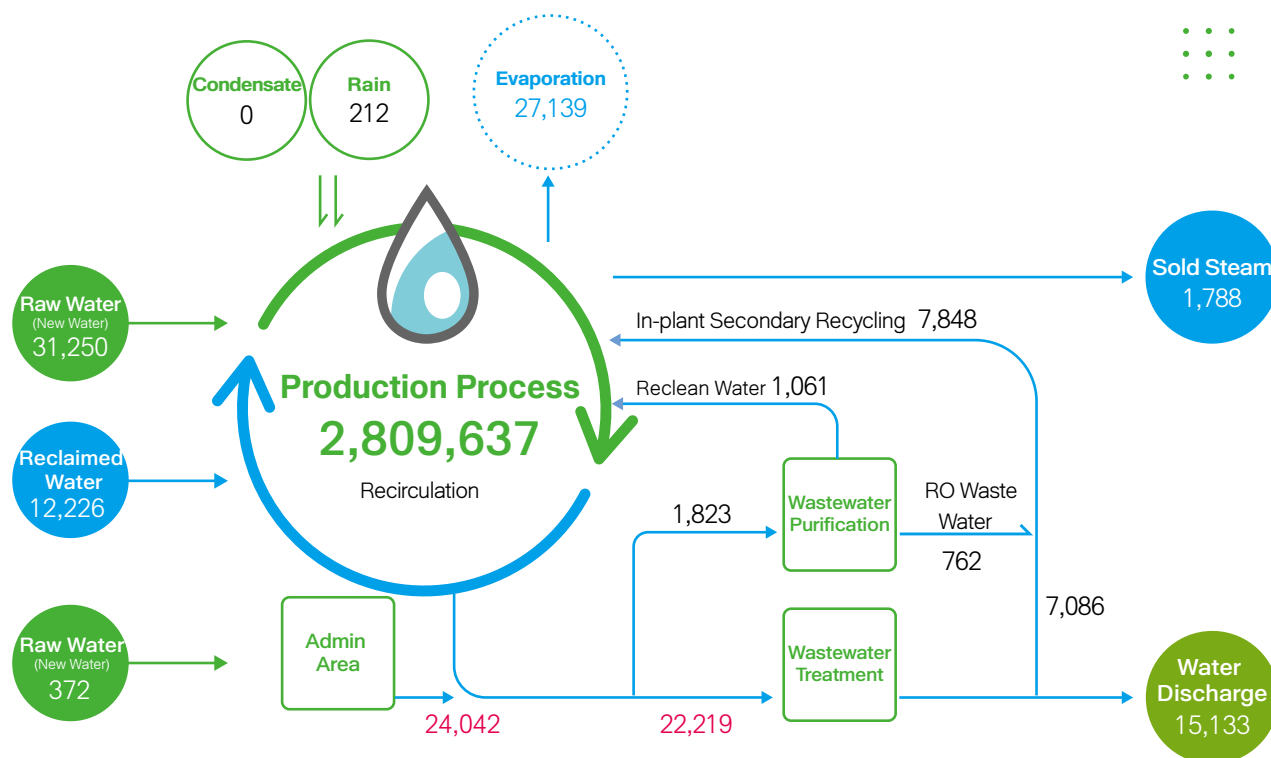 Condensate
0
Rain
212
Evaporation
27,139
Raw Water
(New Water)
31,250
Sold Steam
1,788
In-plant Secondary Recycling 7,848
Production Process
2,809,637
Recirculation
Reclean Water 1,061
Reclaimed
Water
12,226
1,823
Wastewater
Purification
RO Waste
Water
762
7,086
Raw Water
(New Water)
372
Admin
Area
24,042
22,219
Wastewater
Treatment
Water
Discharge
15,133